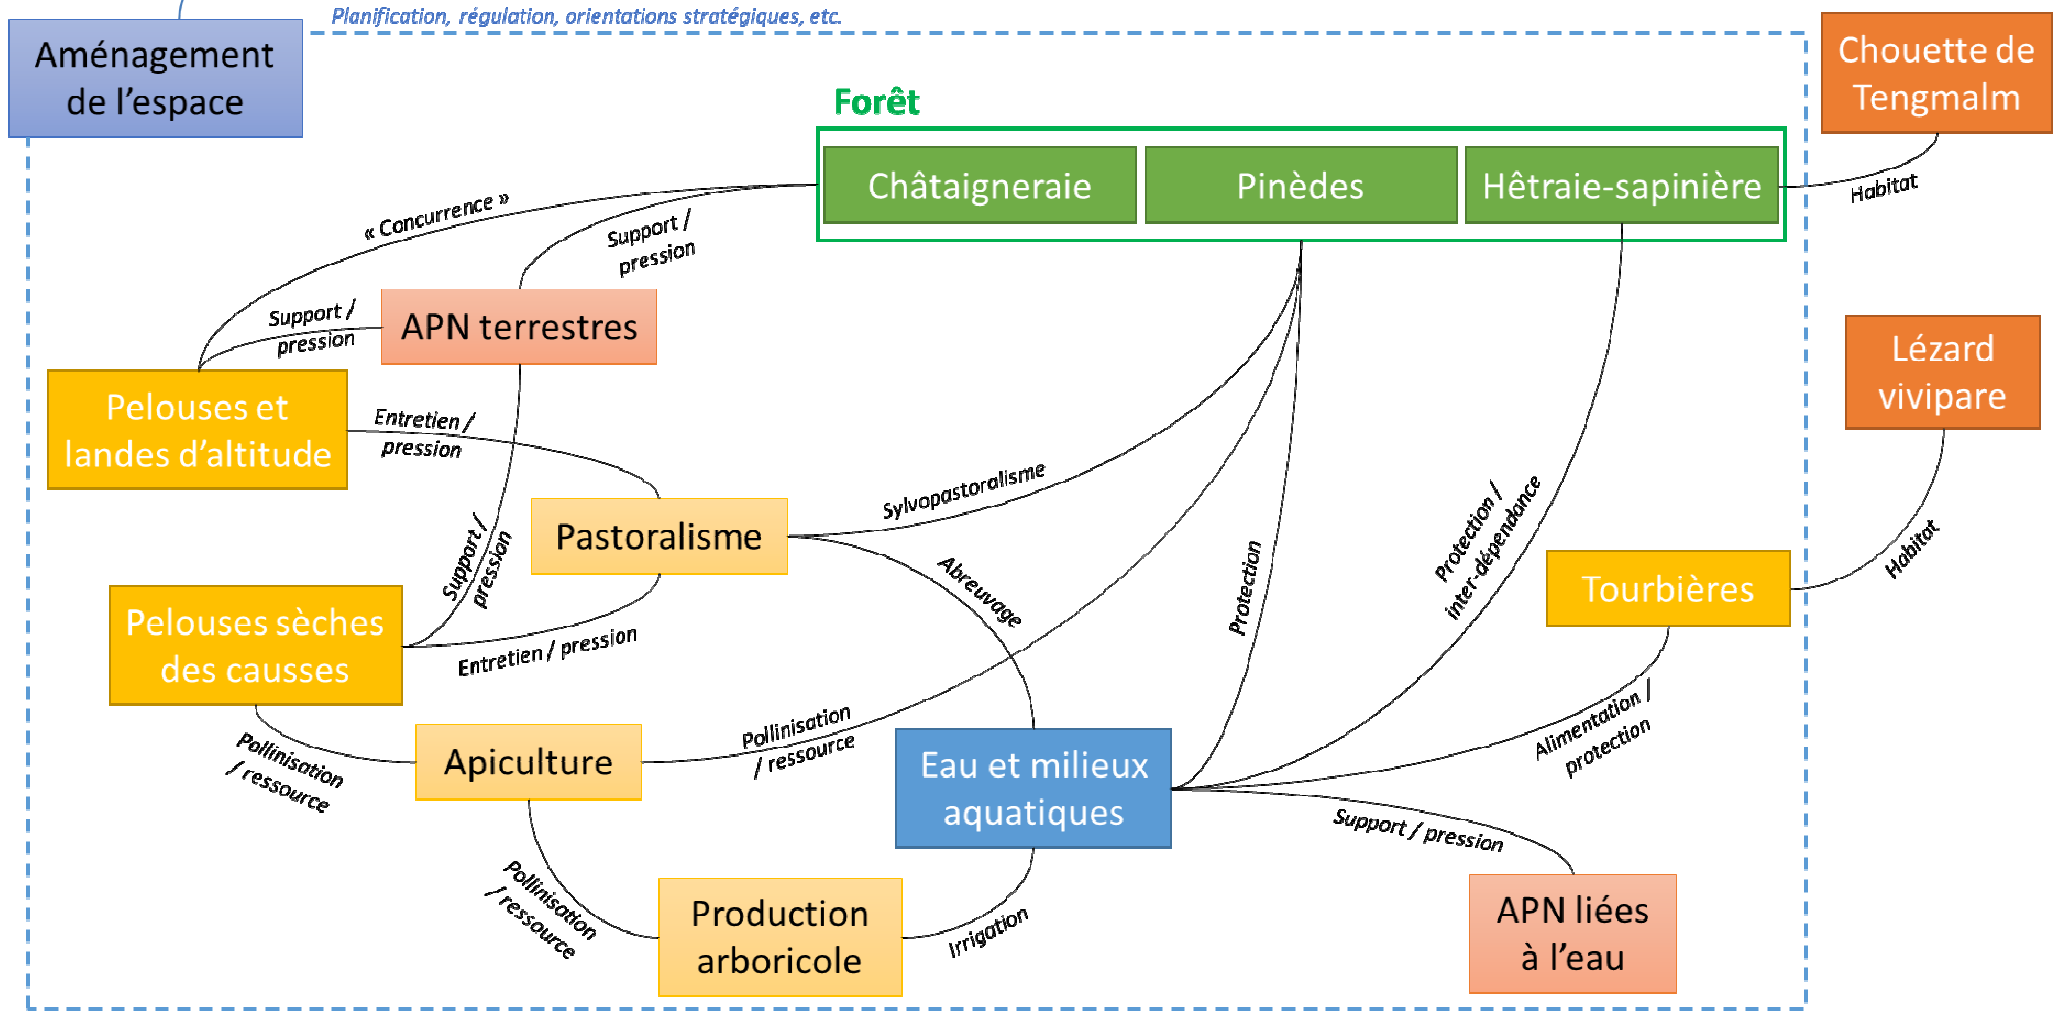 Planification, régulation, orientations stratégiques, etc.
Aménagement
de l'espace
Chouette de
Tengmalm
Forêt
Châtaigneraie
Pinèdes
Hêtraie-sapinière
Habitat
« Concurrence »
Support /
pression
Support /
pression
APN terrestres
Lézard
vivipare
Pelouses et
landes d'altitude
Entretien /
pression
Sylvopastoralisme
Pastoralisme
Support /
pression
Abreuvage
Protection
Protection /
inter-dépendance
Habitat
Tourbières
Pelouses sèches
des causses
Entretien / pression
Pollinisation
/ ressource
Apiculture
Pollinisation
/ ressource
Eau et milieux
aquatiques
Alimentation /
protection
Support / pression
Pollinisation
/ ressource
Production
arboricole
Irrigation
APN liées
à l'eau